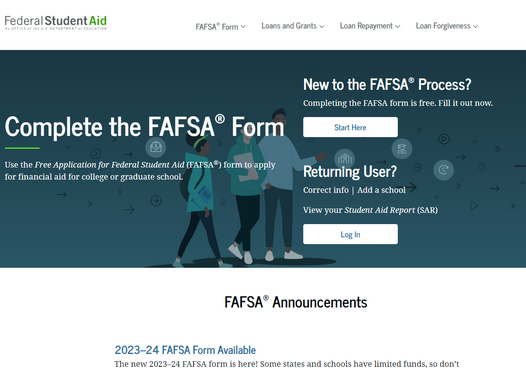 Federal Student Aid
An OFFICE of the U.S. DEPARTMENT of EDUCATION
FAFSA® Form
Loans and Grants
Loan Repayment
Loan Forgiveness
Complete the FAFSA® Form
Use the Free Application for Federal Student Aid (FAFSA®) form to apply
for financial aid for college or graduate school.
New to the FAFSA® Process?
Completing the FAFSA form is free. Fill it out now.
Start Here
Returning User?
Correct info | Add a school
View your Student Aid Report (SAR)
Log In
FAFSA® Announcements
2023–24 FAFSA Form Available
The new 2023–24 FAFSA form is here! Some states and schools have limited funds, so don't